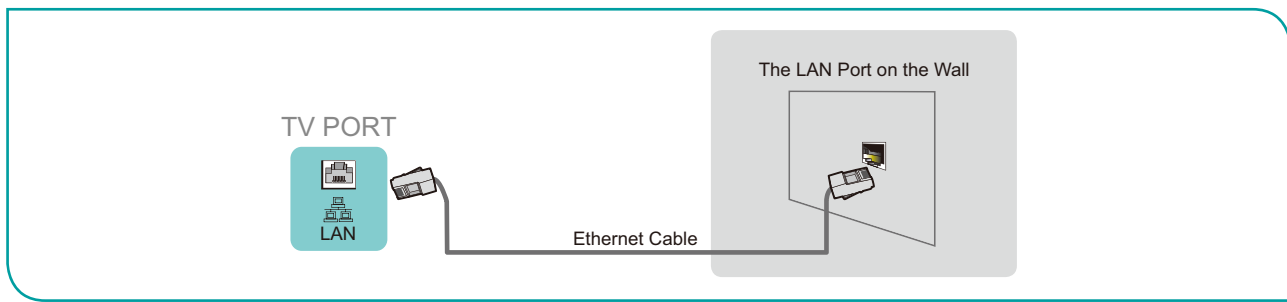 The LAN Port on the Wall
TV PORT
LAN
Ethernet Cable